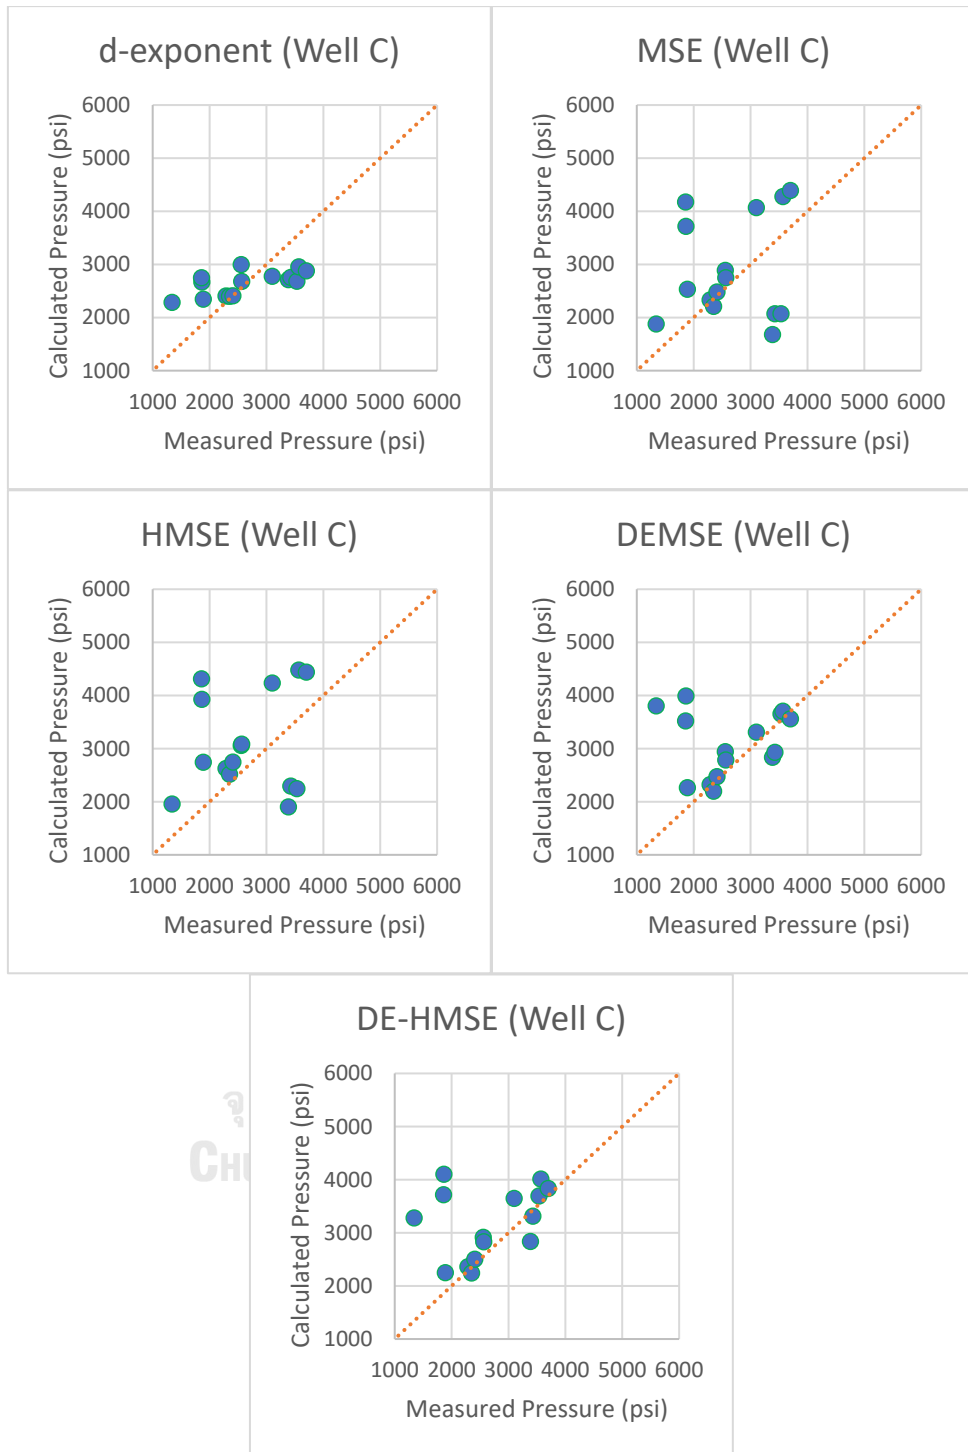 d-exponent (Well C)
Calculated Pressure (psi)
6000
5000
4000
3000
2000
1000
1000 2000 3000 4000 5000 6000
Measured Pressure (psi)
MSE (Well C)
Calculated Pressure (psi)
6000
5000
4000
3000
2000
1000
1000 2000 3000 4000 5000 6000
Measured Pressure (psi)
HMSE (Well C)
Calculated Pressure (psi)
6000
5000
4000
3000
2000
1000
1000 2000 3000 4000 5000 6000
Measured Pressure (psi)
DEMSE (Well C)
Calculated Pressure (psi)
6000
5000
4000
3000
2000
1000
1000 2000 3000 4000 5000 6000
Measured Pressure (psi)
DE-HMSE (Well C)
Calculated Pressure (psi)
6000
5000
4000
3000
2000
1000
1000 2000 3000 4000 5000 6000
Measured Pressure (psi)
จุ